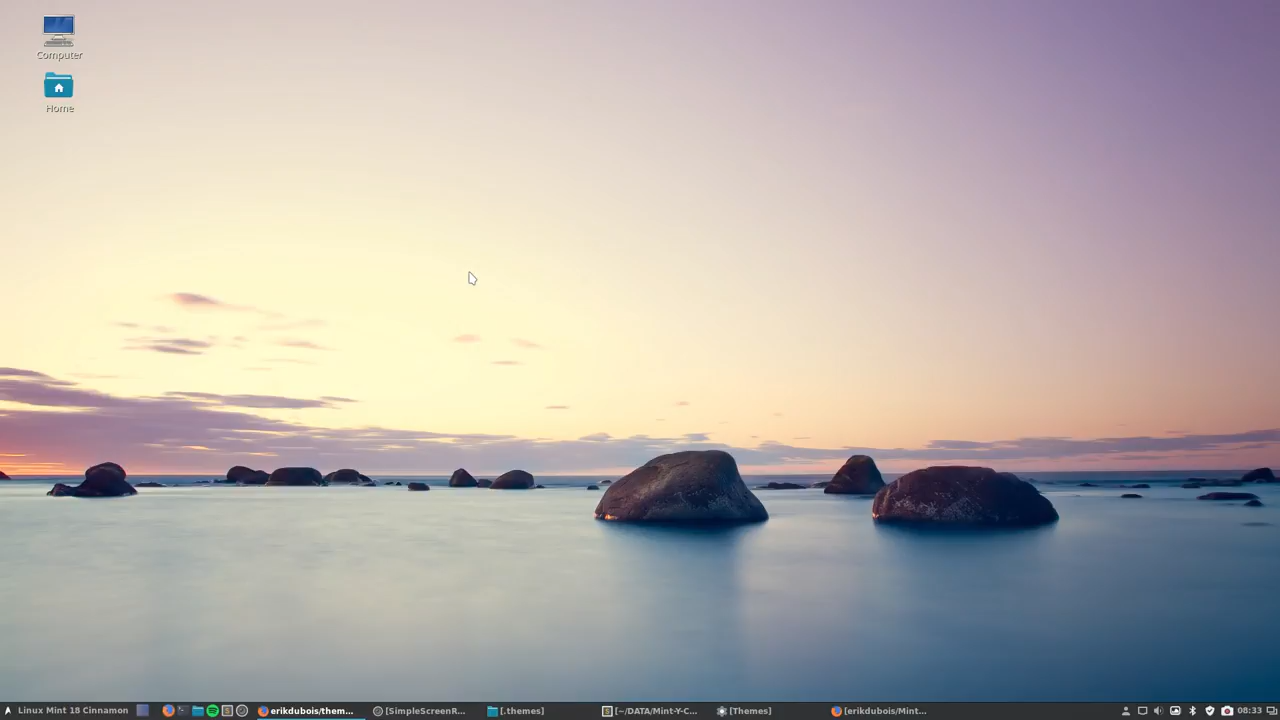 Computer
Home
Linux Mint 18 Cinnamon
erikdubois/them...
[SimpleScreenR...
[.themes]
[~/DATA/Mint-Y-C...
[Themes]
[erikdubois/Mint...
08:33